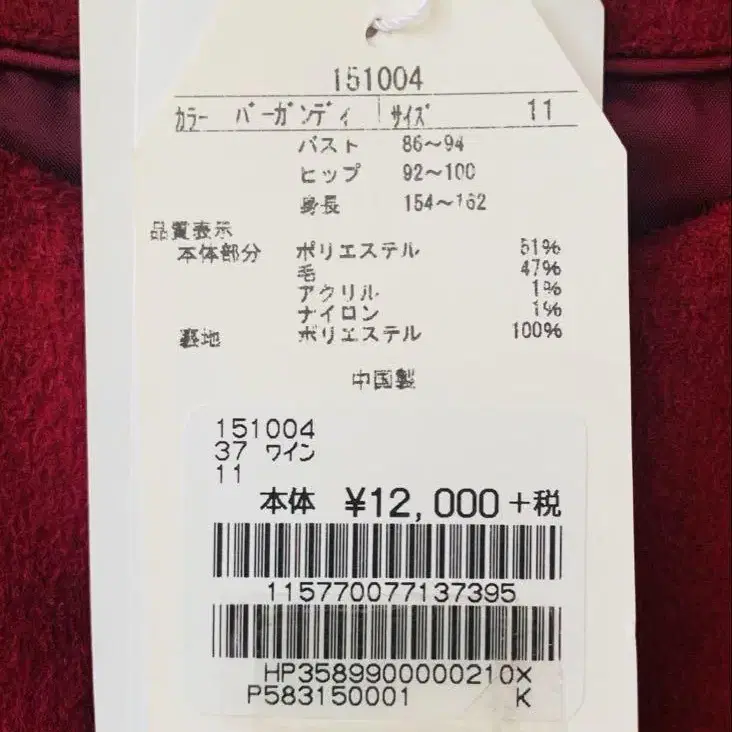 151004
カラー バーガンディ サイズ 11
バスト 86～94
ヒップ 92～100
身長 154～162
品質表示
本体部分 ポリエステル 51%
毛 47%
アクリル 1%
ナイロン 1%
裏地 ポリエステル 100%
中国製
151004
37 ワイン
11
本体 ¥12,000+税
115770077137395
HP3589900000210X
P583150001 K